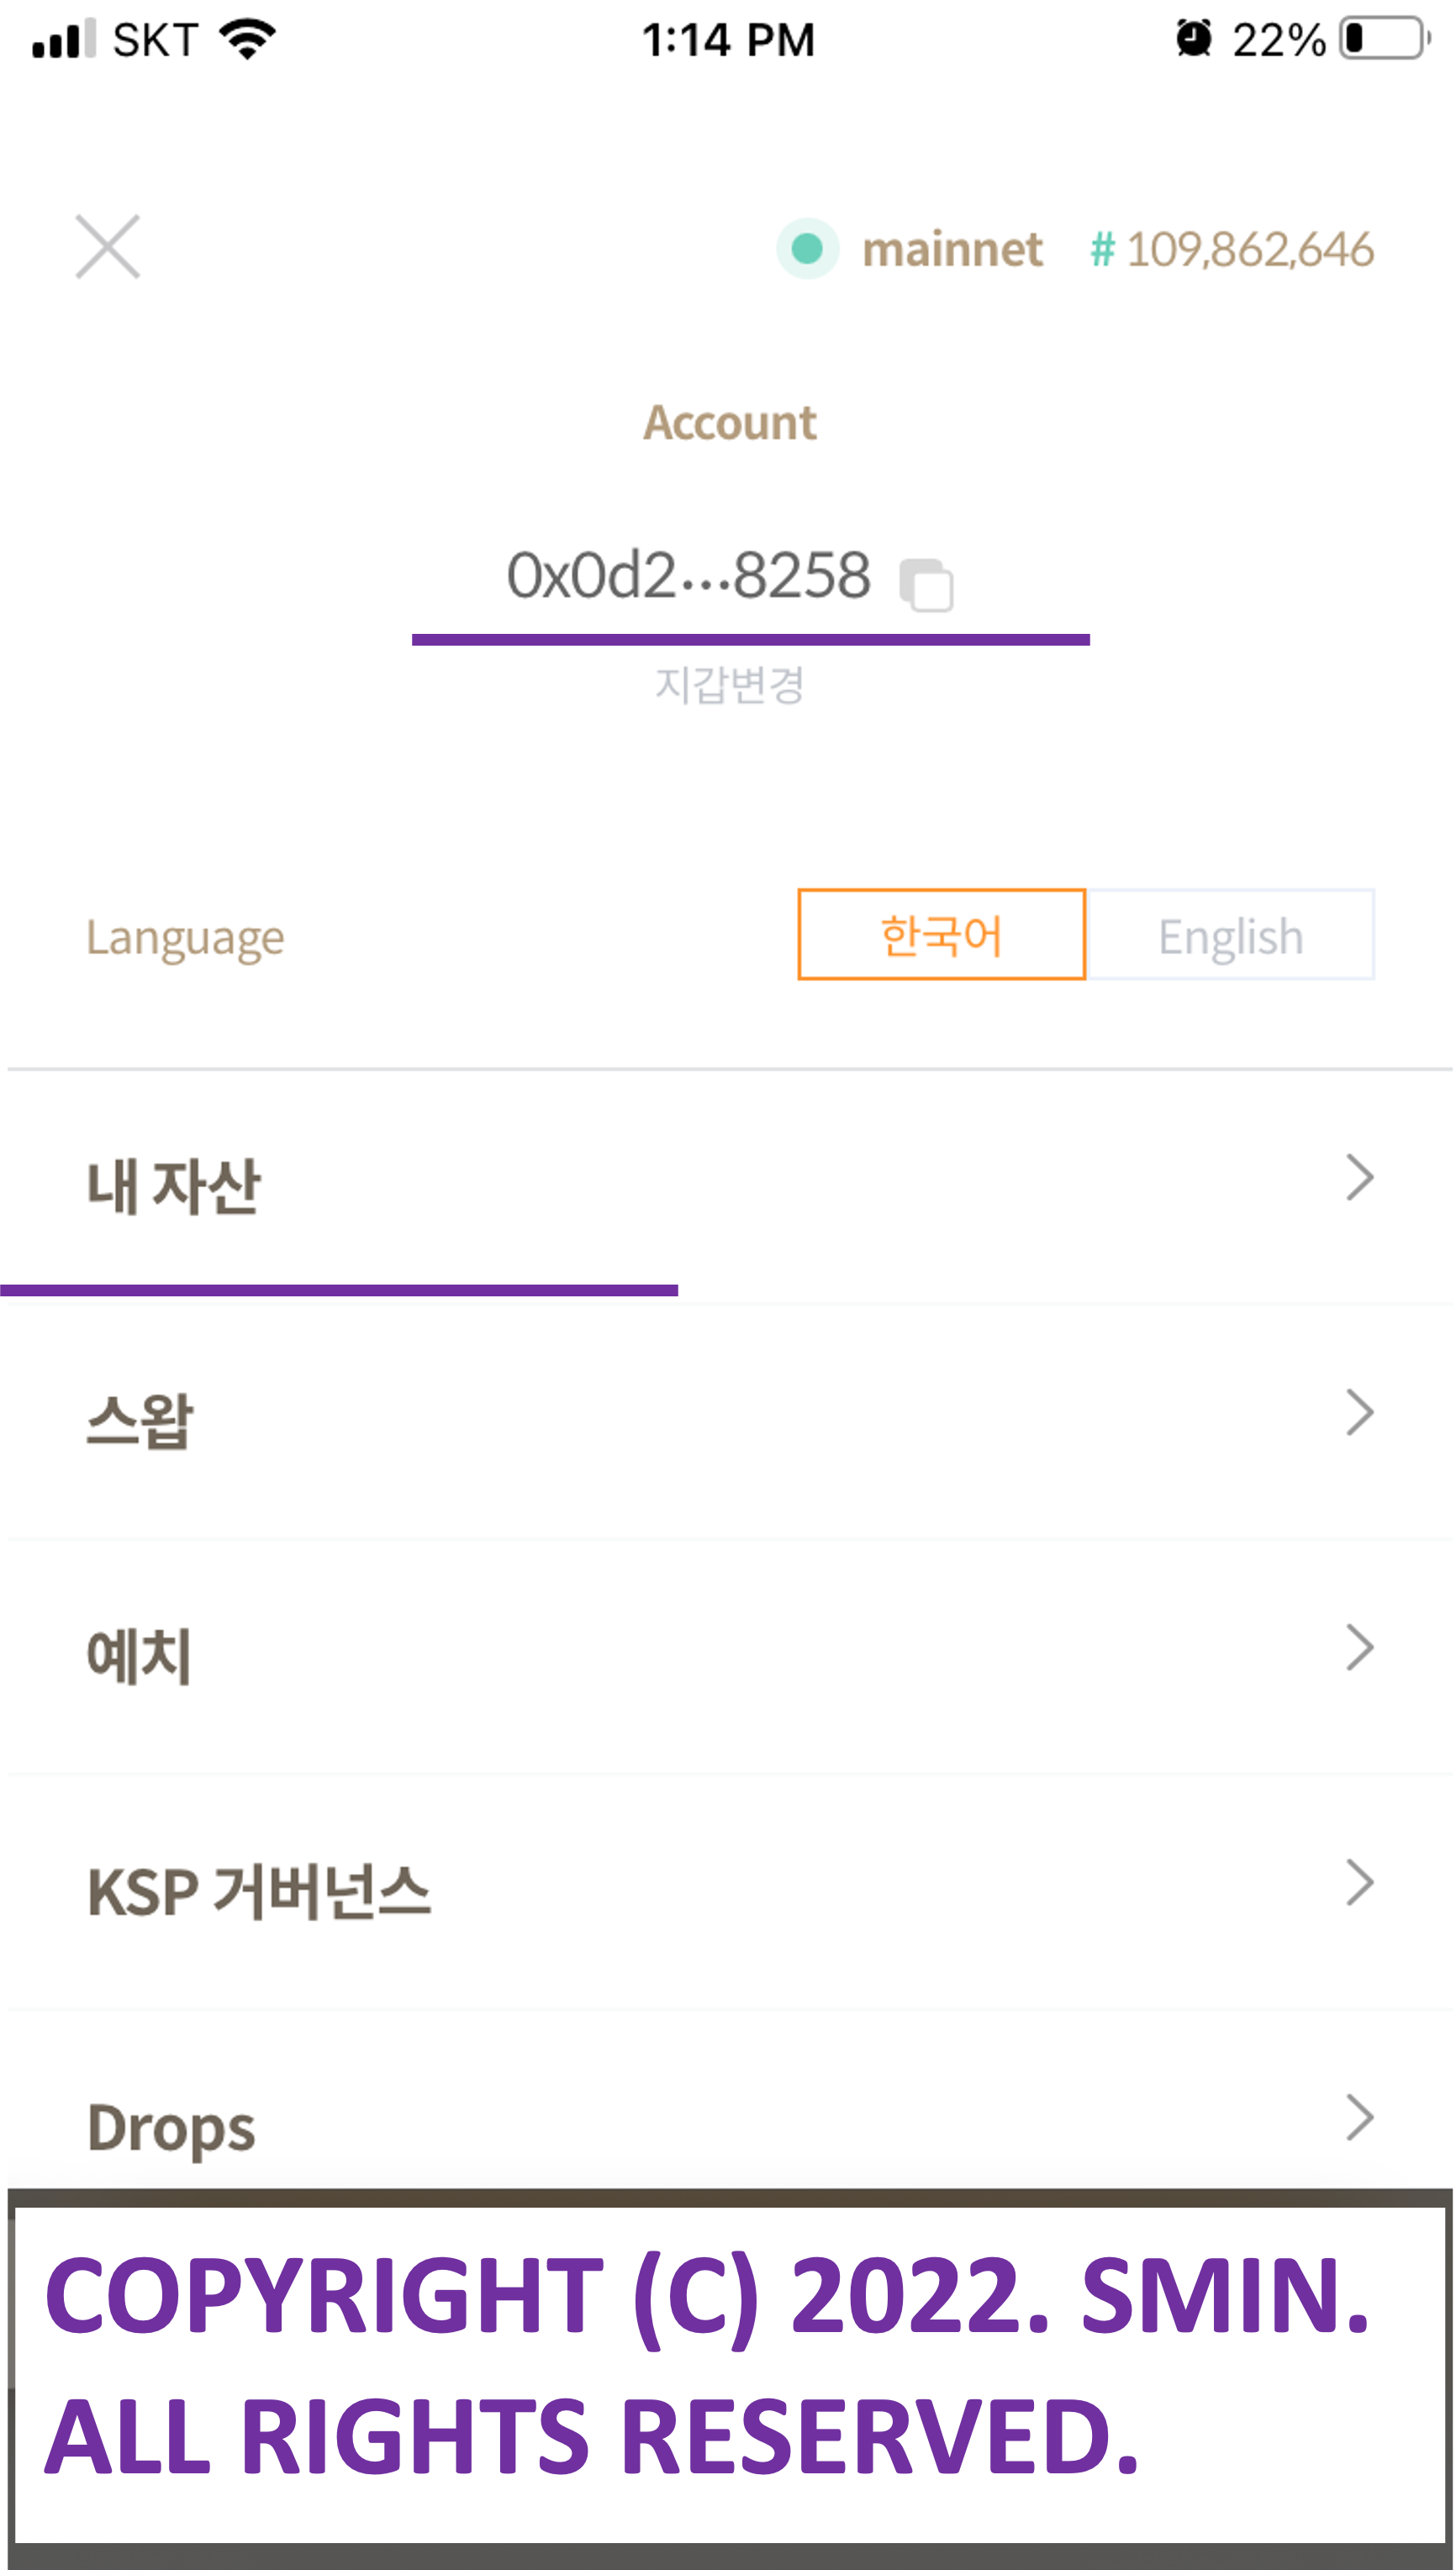 SKT 1:14 PM 22%
mainnet # 109,862,646
Account
0x0d2···8258
지갑변경
Language 한국어 English
내 자산
스왑
예치
KSP 거버넌스
Drops
COPYRIGHT (C) 2022. SMIN.
ALL RIGHTS RESERVED.